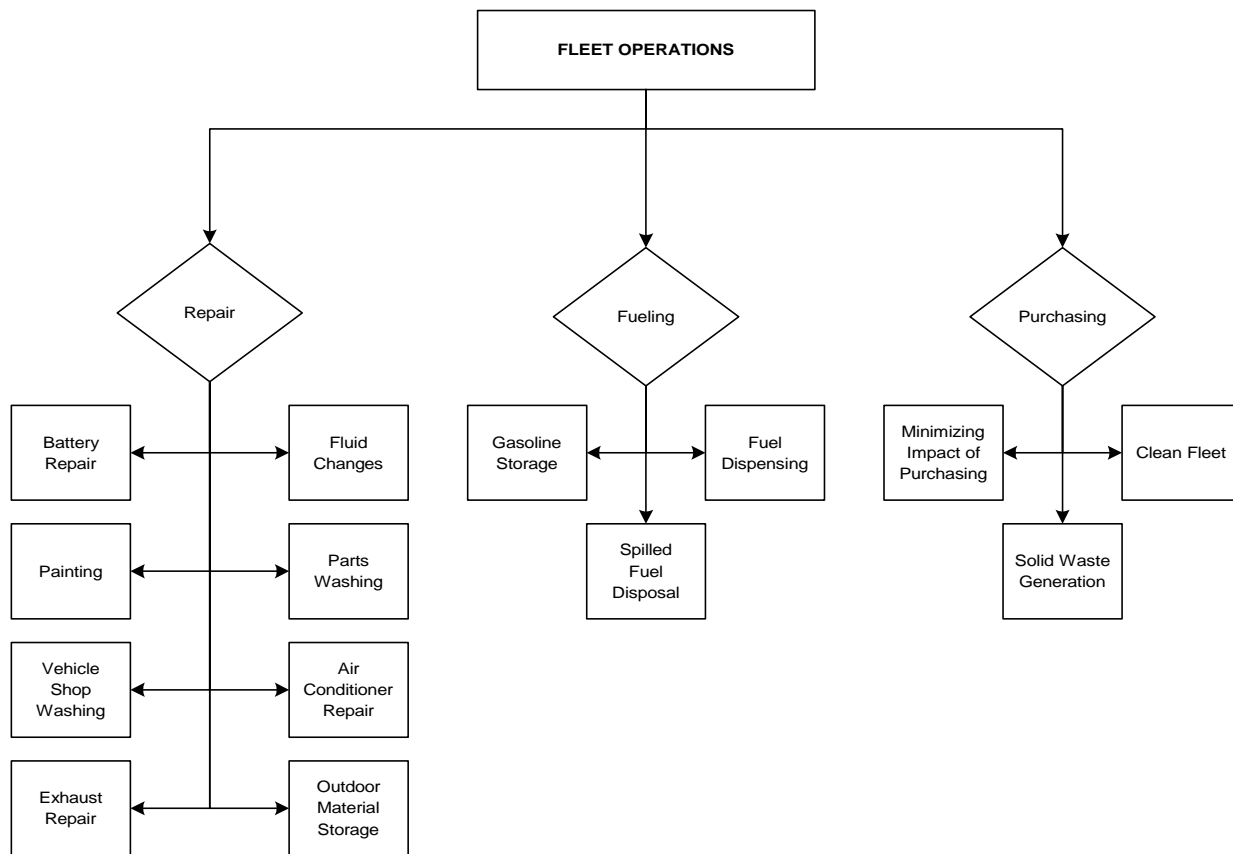 FLEET OPERATIONS
Repair
Fueling
Purchasing
Battery
Repair
Fluid
Changes
Gasoline
Storage
Fuel
Dispensing
Minimizing
Impact of
Purchasing
Clean Fleet
Painting
Parts
Washing
Spilled
Fuel
Disposal
Solid Waste
Generation
Vehicle
Shop
Washing
Air
Conditioner
Repair
Exhaust
Repair
Outdoor
Material
Storage